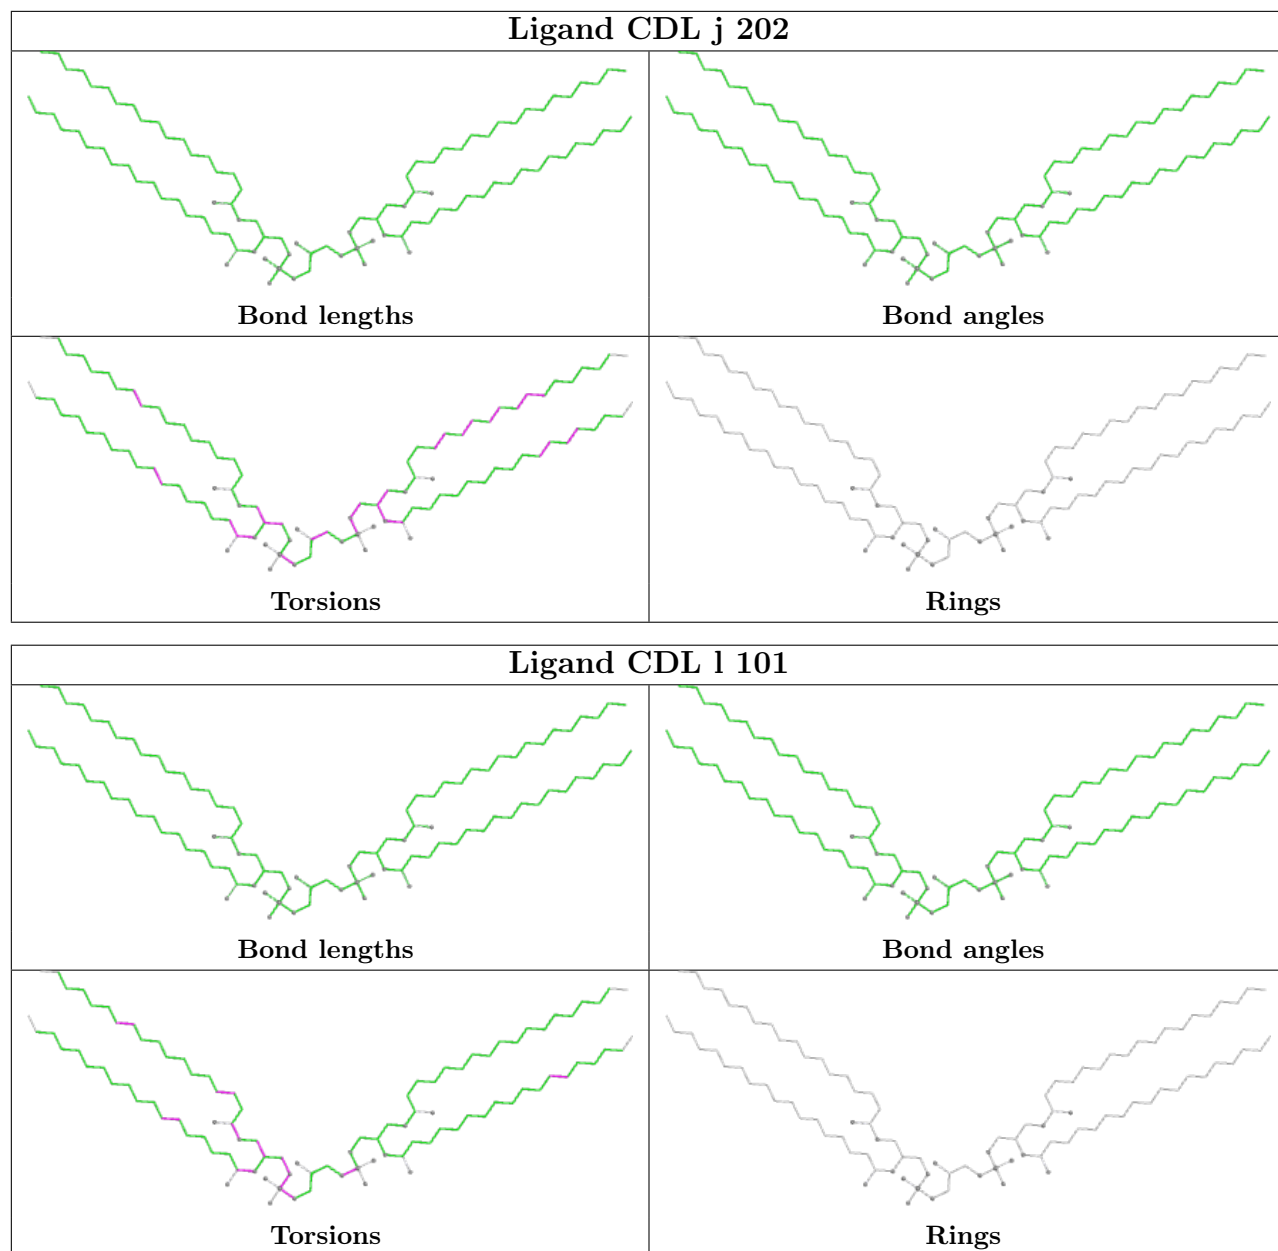 Ligand CDL j 202
Bond lengths
Bond angles
Torsions
Rings
Ligand CDL l 101
Bond lengths
Bond angles
Torsions
Rings